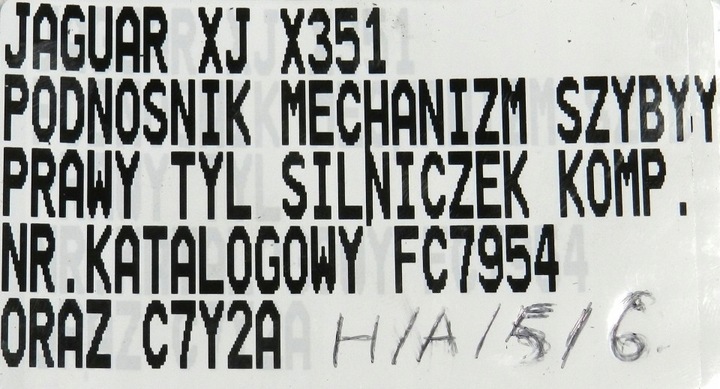 JAGUAR XJ X351
PODNOSNIK MECHANIZM SZYBYY
PRAWY TYL SILNICZEK KOMP.
NR.KATALOGOWY FC7954
ORAZ C7Y2A H/A/5/6